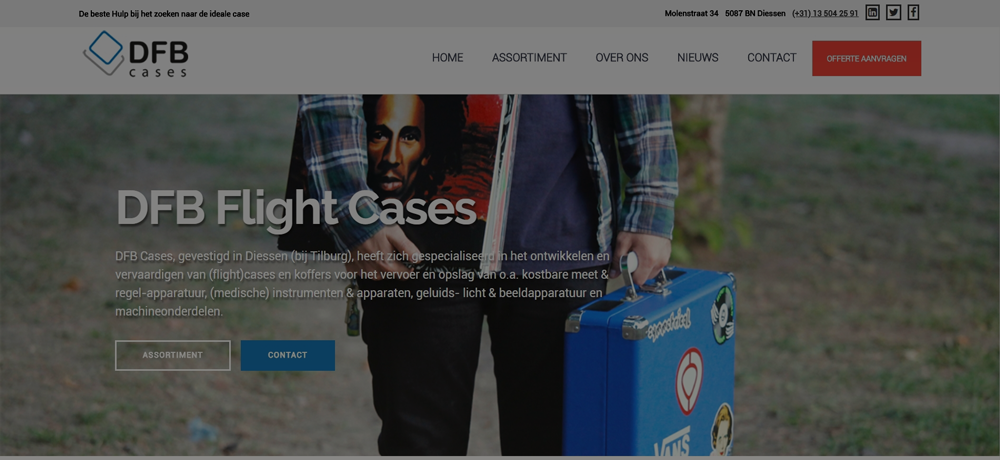 De beste Hulp bij het zoeken naar de ideale case
Molenstraat 34 5087 BN Diessen (+31) 13 504 25 91
DFB
cases
HOME ASSORTIMENT OVER ONS NIEUWS CONTACT OFFERTE AANVRAGEN
DFB Flight Cases
DFB Cases, gevestigd in Diessen (bij Tilburg), heeft zich gespecialiseerd in het ontwikkelen en
vervaardigen van (flight)cases en koffers voor het vervoer en opslag van o.a. kostbare meet &
regel-apparatuur, (medische) instrumenten & apparaten, geluids- licht & beeldapparatuur en
machineonderdelen.
ASSORTIMENT CONTACT
VANS